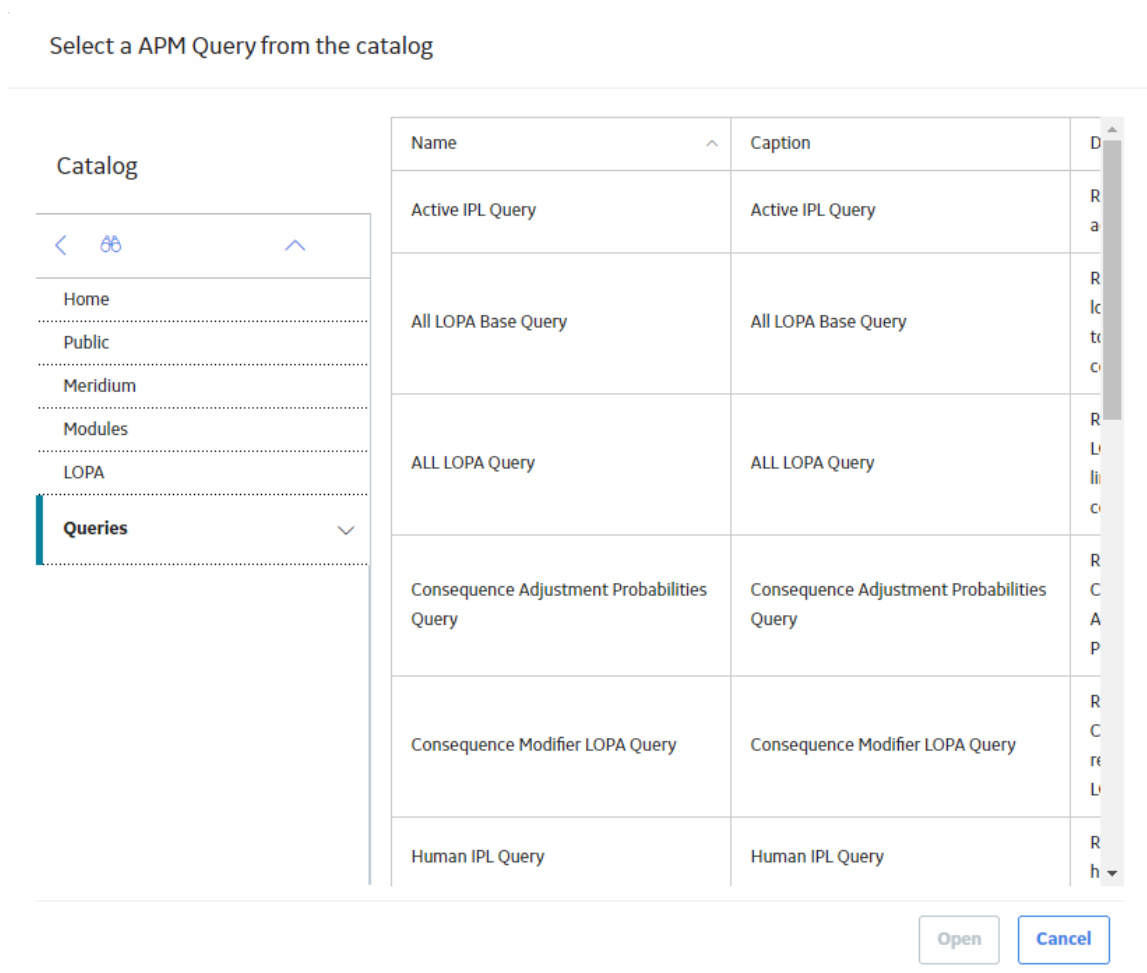 Select a APM Query from the catalog
Catalog
Home
Public
Meridium
Modules
LOPA
Queries
Name
Caption
Active IPL Query
Active IPL Query
All LOPA Base Query
All LOPA Base Query
ALL LOPA Query
ALL LOPA Query
Consequence Adjustment Probabilities
Query
Consequence Adjustment Probabilities
Query
Consequence Modifier LOPA Query
Consequence Modifier LOPA Query
Human IPL Query
Human IPL Query
Open
Cancel